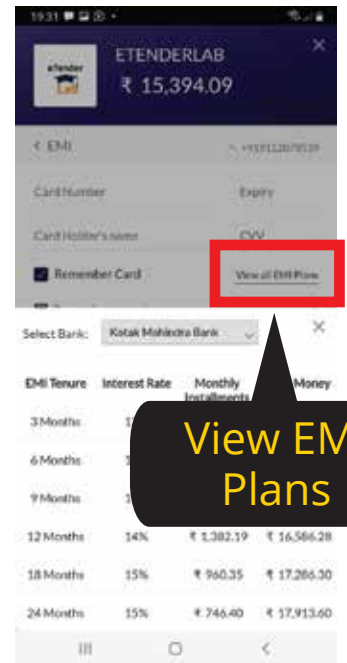 19:31
eTender
ETENDERLAB
₹ 15,394.09
EMI
Card Number Expiry
Card Holder's name CVV
Remember Card View all EMI Plans
Select Bank: Kotak Mahindra Bank
EMI Tenure Interest Rate Monthly Installments Money
3 Months
View EM
6 Months
Plans
9 Months
12 Months 14% ₹ 1,382.19 ₹ 16,586.28
18 Months 15% ₹ 960.35 ₹ 17,286.30
24 Months 15% ₹ 746.40 ₹ 17,913.60